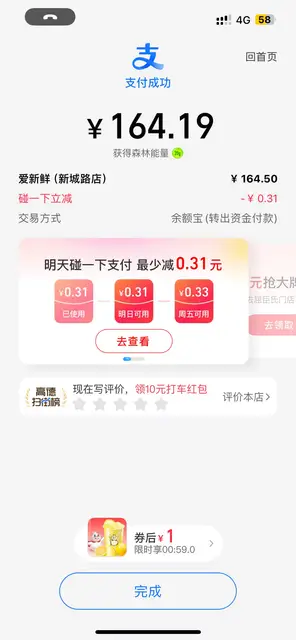 4G 58
支
回首页
支付成功
¥ 164.19
获得森林能量
爱新鲜（新城路店） ¥ 164.50
碰一下立减 -¥ 0.31
交易方式 余额宝(转出资金付款)
明天碰一下支付 最少减0.31元
¥0.31 ¥0.31 ¥0.33
已使用 明日可用 周五可用
去查看
元抢大牌
去领取
高德扫街榜
现在写评价，领10元打车红包
评价本店
券后¥1
限时享00:59.0
完成